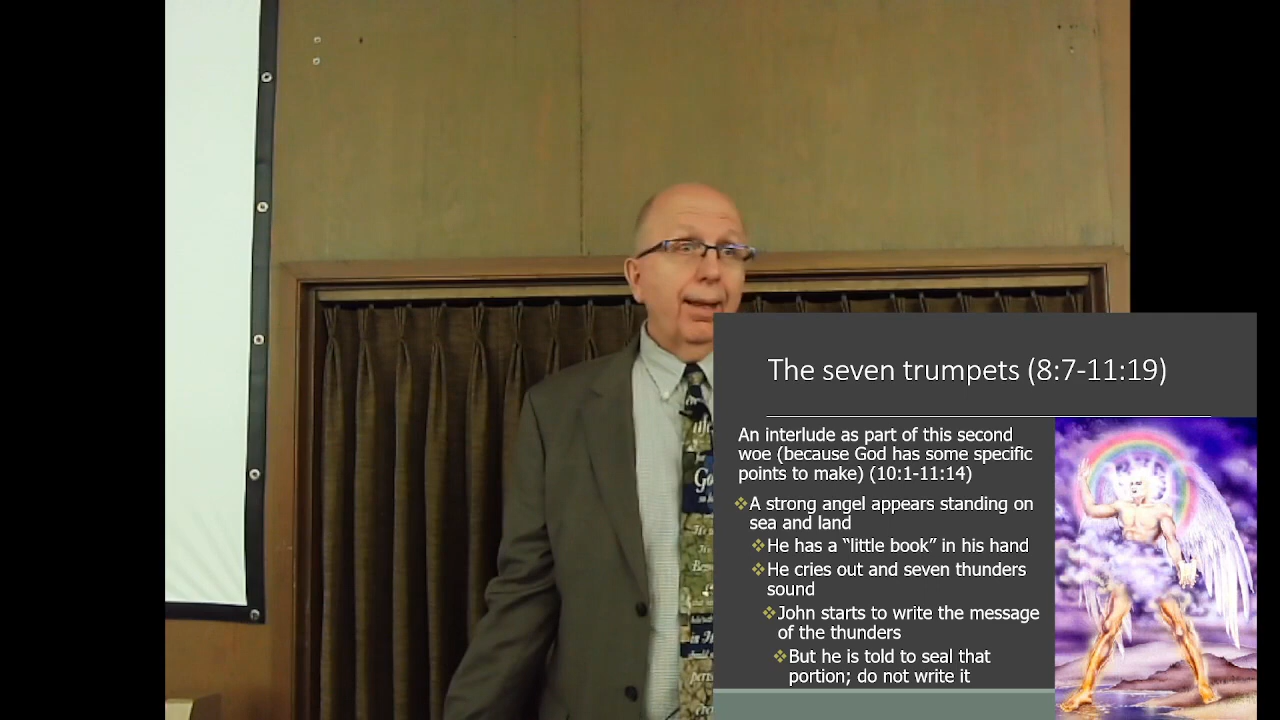 The seven trumpets (8:7-11:19)
An interlude as part of this second
woe (because God has some specific
points to make) (10:1-11:14)
A strong angel appears standing on
sea and land
He has a “little book” in his hand
He cries out and seven thunders
sound
John starts to write the message
of the thunders
But he is told to seal that
portion; do not write it